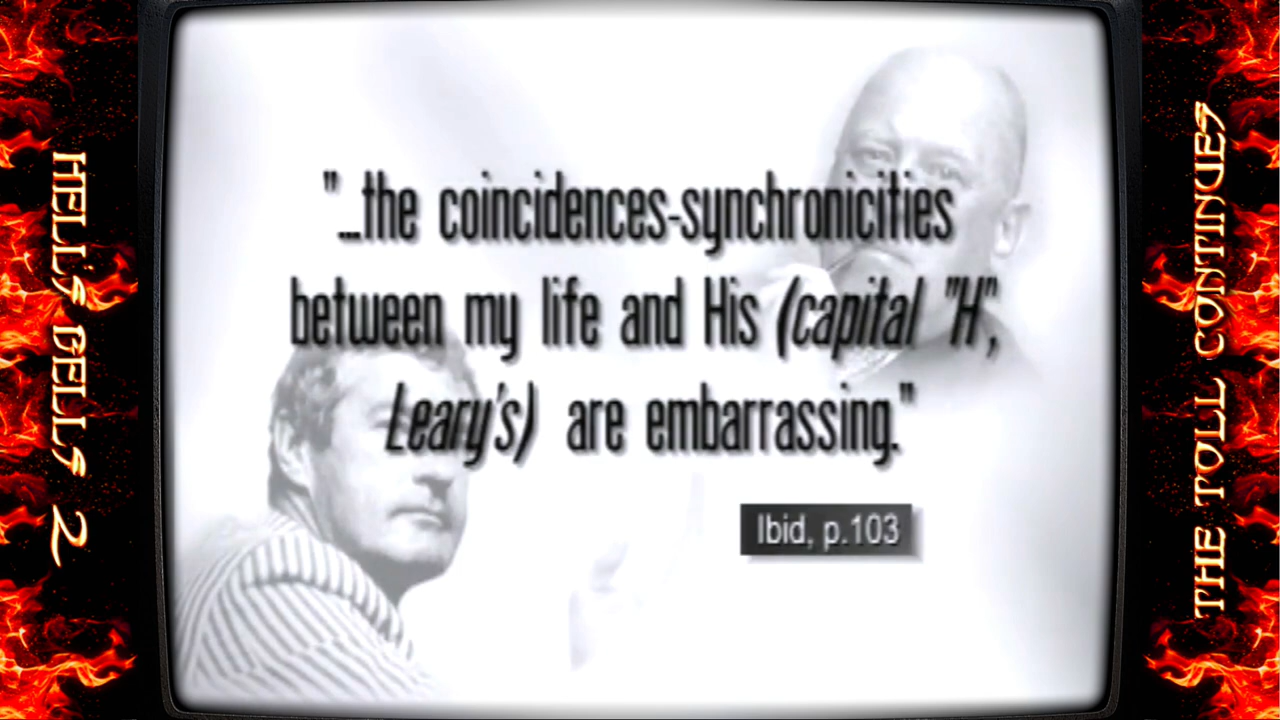 HELL'S BELLS 2
"...the coincidences-synchronicities
between my life and His (capital "H",
Leary's) are embarrassing."
Ibid, p.103
THE TOLL CONTINUES